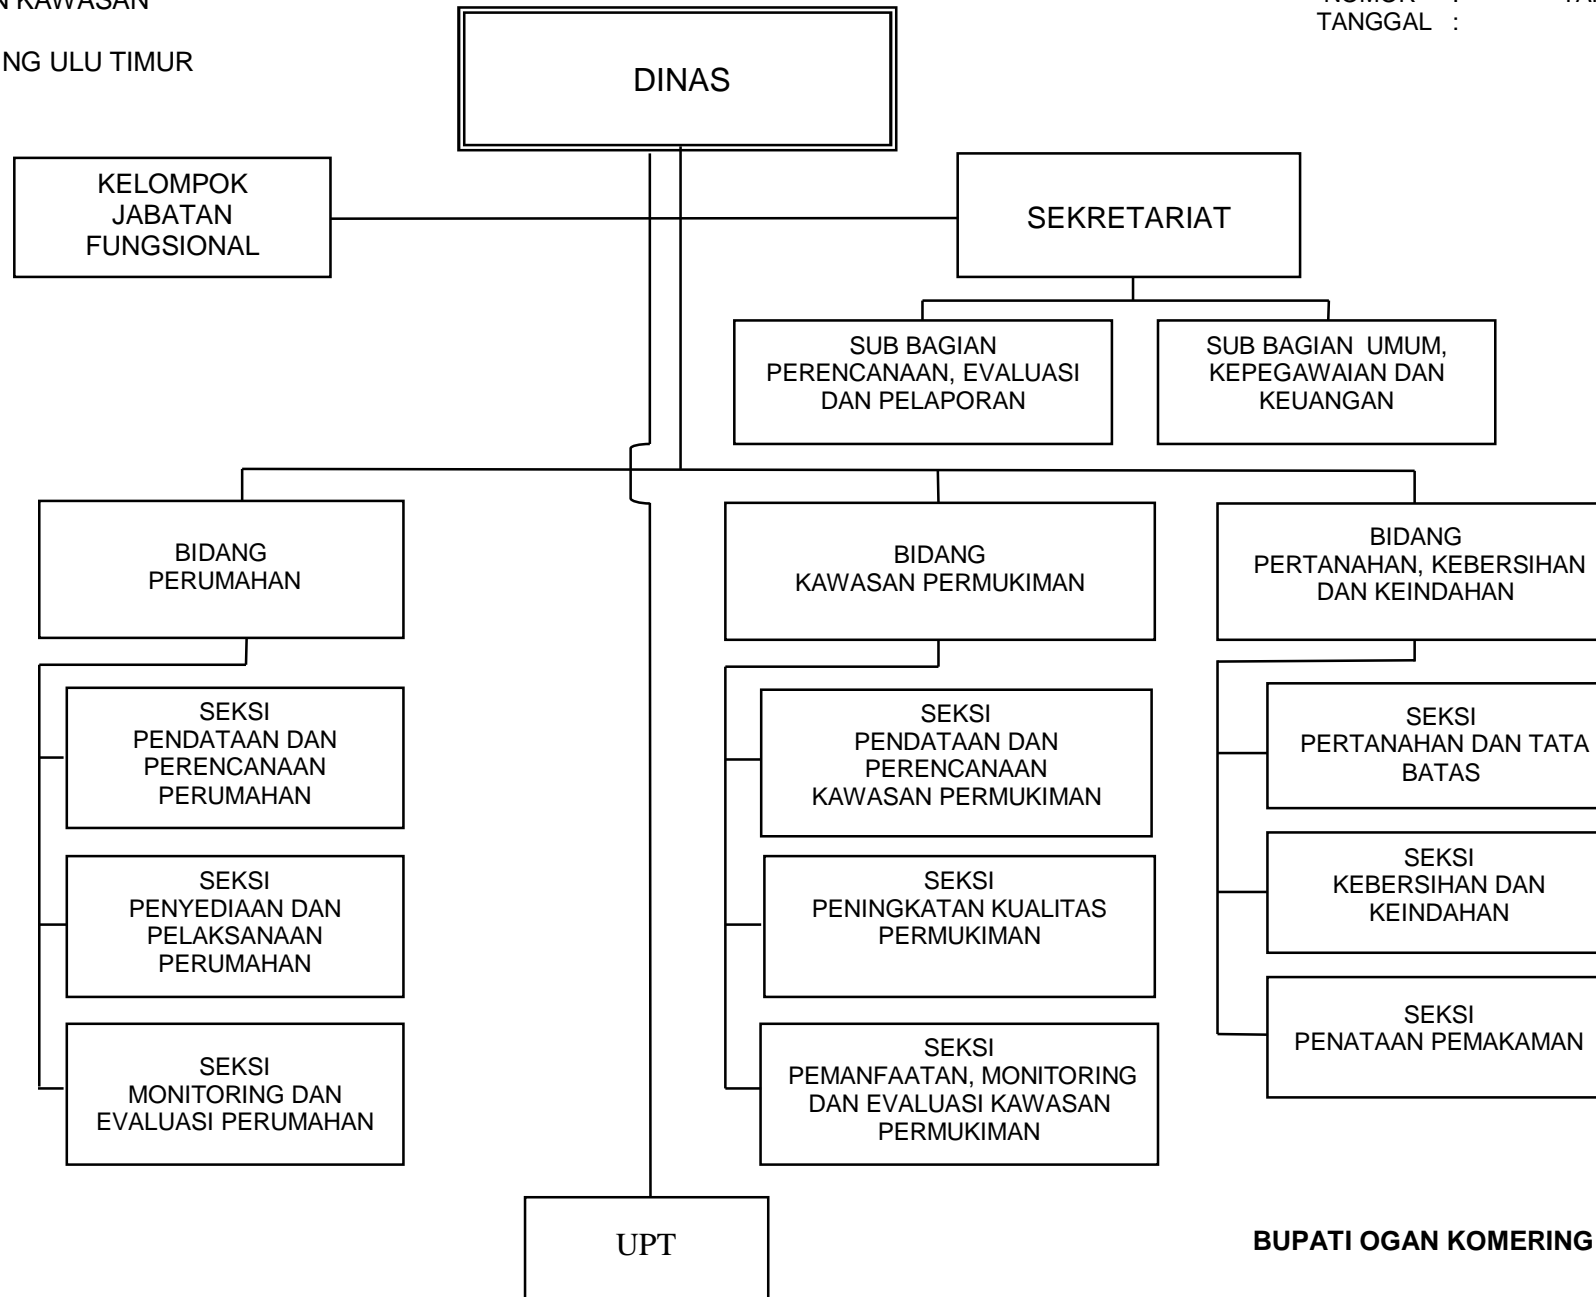 N KAWASAN
TANGGAL :
NG ULU TIMUR
DINAS
KELOMPOK
JABATAN
FUNGSIONAL
SEKRETARIAT
SUB BAGIAN
PERENCANAAN, EVALUASI
DAN PELAPORAN
SUB BAGIAN UMUM,
KEPEGAWAIAN DAN
KEUANGAN
BIDANG
PERUMAHAN
BIDANG
KAWASAN PERMUKIMAN
BIDANG
PERTANAHAN, KEBERSIHAN
DAN KEINDAHAN
SEKSI
PENDATAAN DAN
PERENCANAAN
PERUMAHAN
SEKSI
PENYEDIAAN DAN
PELAKSANAAN
PERUMAHAN
SEKSI
MONITORING DAN
EVALUASI PERUMAHAN
SEKSI
PENDATAAN DAN
PERENCANAAN
KAWASAN PERMUKIMAN
SEKSI
PENINGKATAN KUALITAS
PERMUKIMAN
SEKSI
PEMANFAATAN, MONITORING
DAN EVALUASI KAWASAN
PERMUKIMAN
SEKSI
PERTANAHAN DAN TATA
BATAS
SEKSI
KEBERSIHAN DAN
KEINDAHAN
SEKSI
PENATAAN PEMAKAMAN
UPT
BUPATI OGAN KOMERING